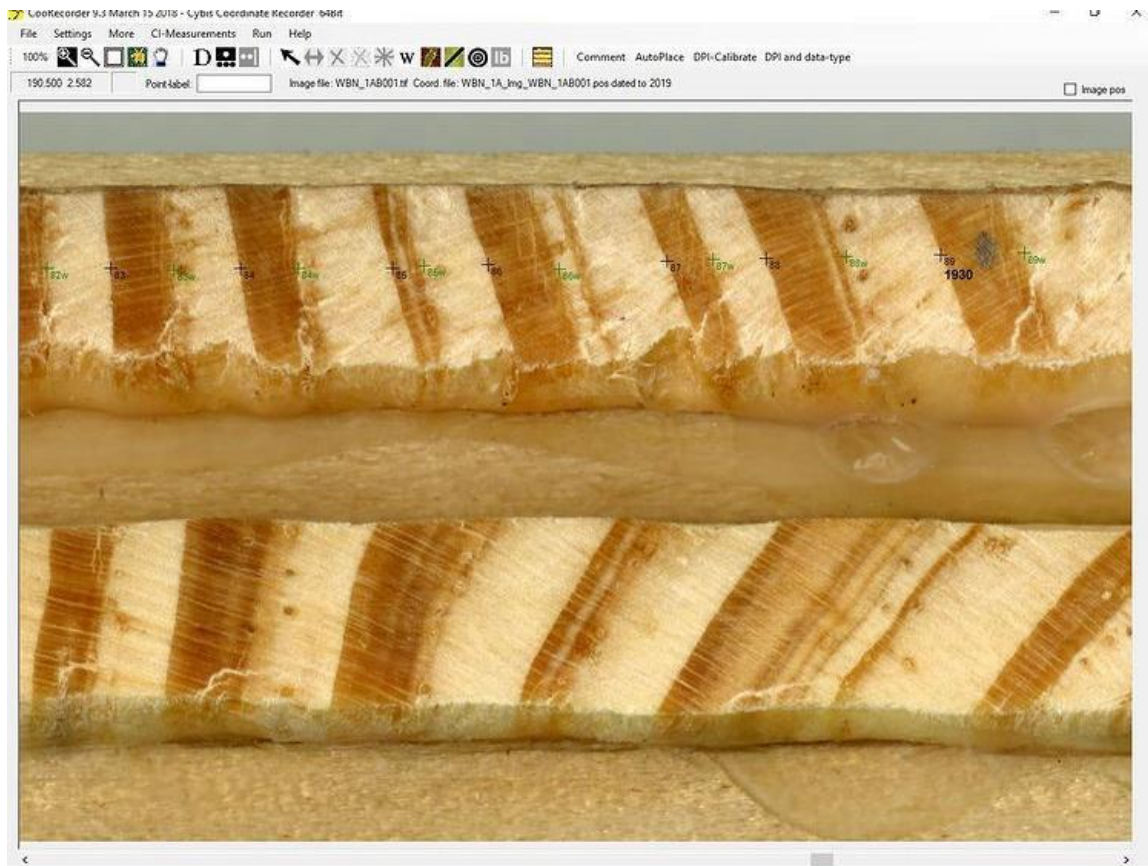 CooRecorder 9.3 March 15 2018 - Cybis Coordinate Recorder 64Bit
File Settings More CI-Measurements Run Help
100% D W lb Comment AutoPlace DPI-Calibrate DPI and data-type
190.500 2.582 Point-label: Image file: WBN_1AB001.tif Coord. file: WBN_1A_Img_WBN_1AB001.pos dated to 2019 Image pos
82w 83 83w 84 84w 85 85w 86 86w 87 87w 88 88w 89 89w
1930